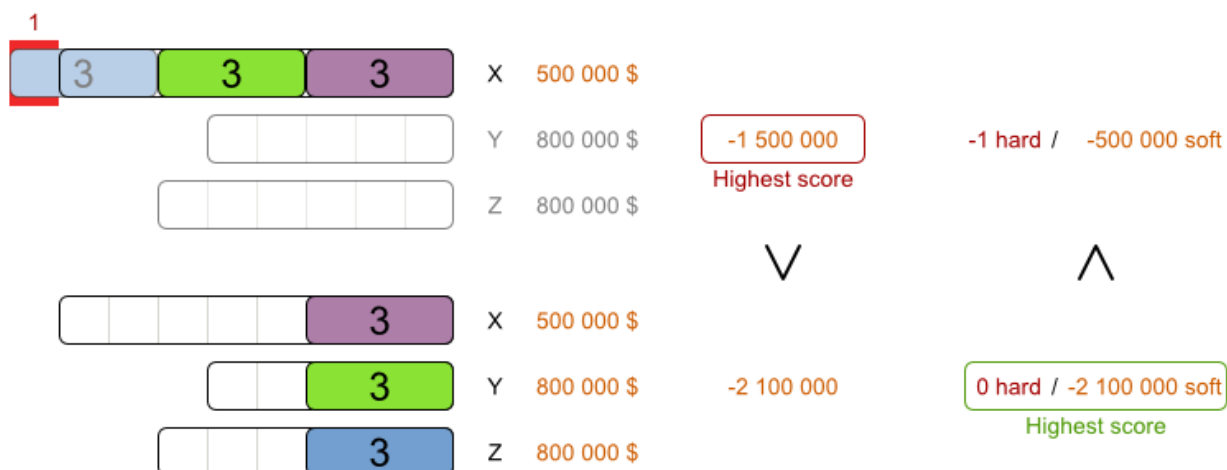 1
3 3 3 X 500 000 $
Y 800 000 $ -1 500 000 -1 hard / -500 000 soft
Highest score
Z 800 000 $
3 X 500 000 $
3 Y 800 000 $ -2 100 000 0 hard / -2 100 000 soft
Highest score
3 Z 800 000 $